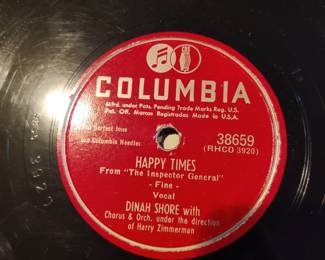 COLUMBIA
Mfrd. under Pats. Pending Trade Marks Reg. U.S.
Pat. Off. Marcas Registradas Made in U.S.A.
perfect tone
use Columbia Needles
38659
(RHCO 3920)
HAPPY TIMES
From "The Inspector General"
- Fine -
Vocal
DINAH SHORE with
Chorus & Orch. under the direction
of Harry Zimmerman